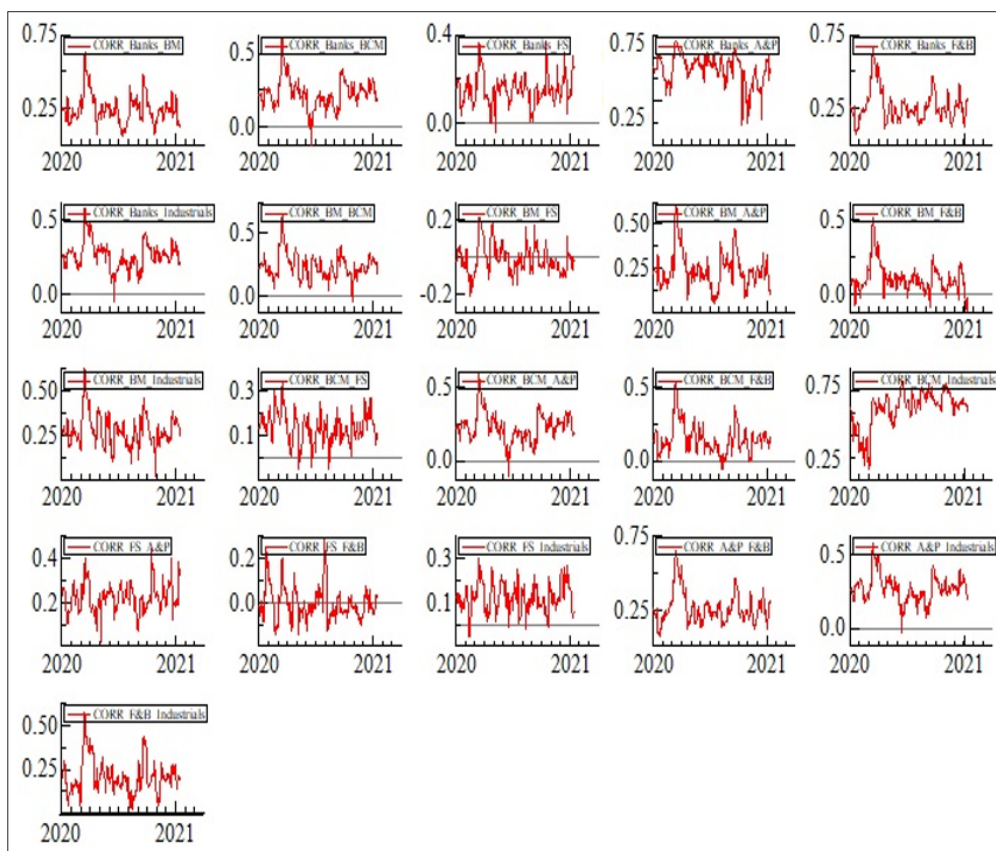 0.75 CORR_Banks_BM
0.25
2020 2021
0.5 CORR_Banks_BCM
0.0
2020 2021
0.4 CORR_Banks_FS
0.0
2020 2021
0.75 CORR_Banks_A&P
0.25
2020 2021
0.75 CORR_Banks_F&B
0.25
2020 2021
0.5 CORR_Banks_Industrials
0.0
2020 2021
0.5 CORR_BM_BCM
0.0
2020 2021
0.2 CORR_BM_FS
-0.2
2020 2021
0.50 CORR_BM_A&P
0.25
2020 2021
0.5 CORR_BM_F&B
0.0
2020 2021
0.50 CORR_BM_Industrials
0.25
2020 2021
0.3 CORR_BCM_FS
0.1
2020 2021
0.5 CORR_BCM_A&P
0.0
2020 2021
0.5 CORR_BCM_F&B
0.0
2020 2021
0.75 CORR_BCM_Industrials
0.25
2020 2021
0.4 CORR_FS_A&P
0.2
2020 2021
0.2 CORR_FS_F&B
0.0
2020 2021
0.3 CORR_FS_Industrials
0.1
2020 2021
0.75 CORR_A&P_F&B
0.25
2020 2021
0.5 CORR_A&P_Industrials
0.0
2020 2021
0.50 CORR_F&B_Industrials
0.25
2020 2021